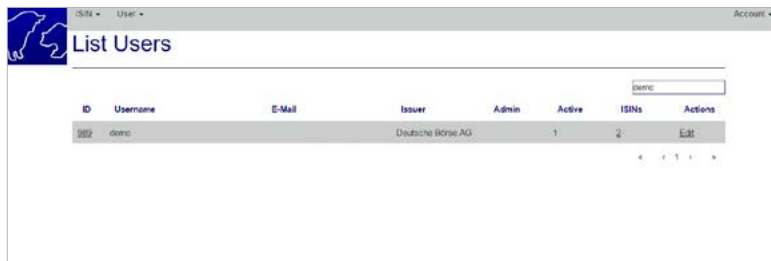 ISIN User Account
List Users
demo
ID Username E-Mail Issuer Admin Active ISINs Actions
989 demo Deutsche Börse AG 1 2 Edit
« ‹ 1 › »